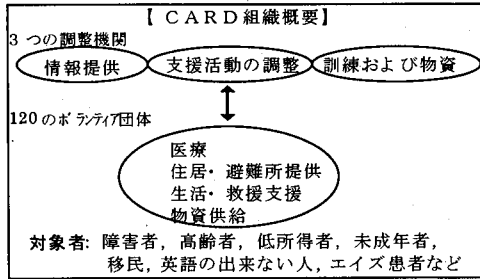 【 CARD組織概要】
3 つの調整機関
情報提供 支援活動の調整 訓練および物資
120のボランティア団体
医療
住居・避難所提供
生活・救援支援
物資供給
対象者: 障害者, 高齢者, 低所得者, 未成年者,
移民, 英語の出来ない人, エイズ患者など